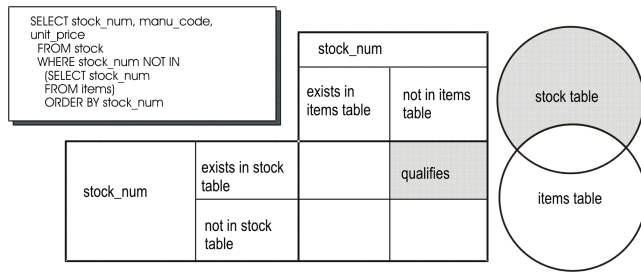 SELECT stock_num, manu_code,
unit_price
FROM stock
WHERE stock_num NOT IN
(SELECT stock_num
FROM items)
ORDER BY stock_num
stock_num
exists in
items table
not in items
table
stock_num
exists in stock
table
qualifies
not in stock
table
stock table
items table